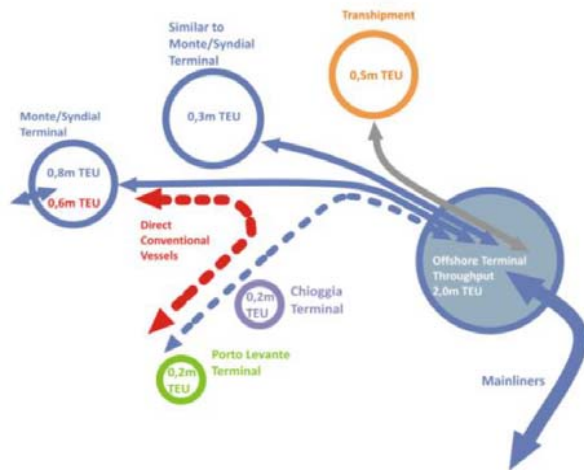 Similar to
Monte/Syndial
Terminal
0,3m TEU
Transhipment
0,5m TEU
Monte/Syndial
Terminal
0,8m TEU
0,6m TEU
Direct
Conventional
Vessels
Offshore Terminal
Throughput
2,0m TEU
0,2m
TEU
Chioggia
Terminal
0,2m
TEU
Porto Levante
Terminal
Mainliners